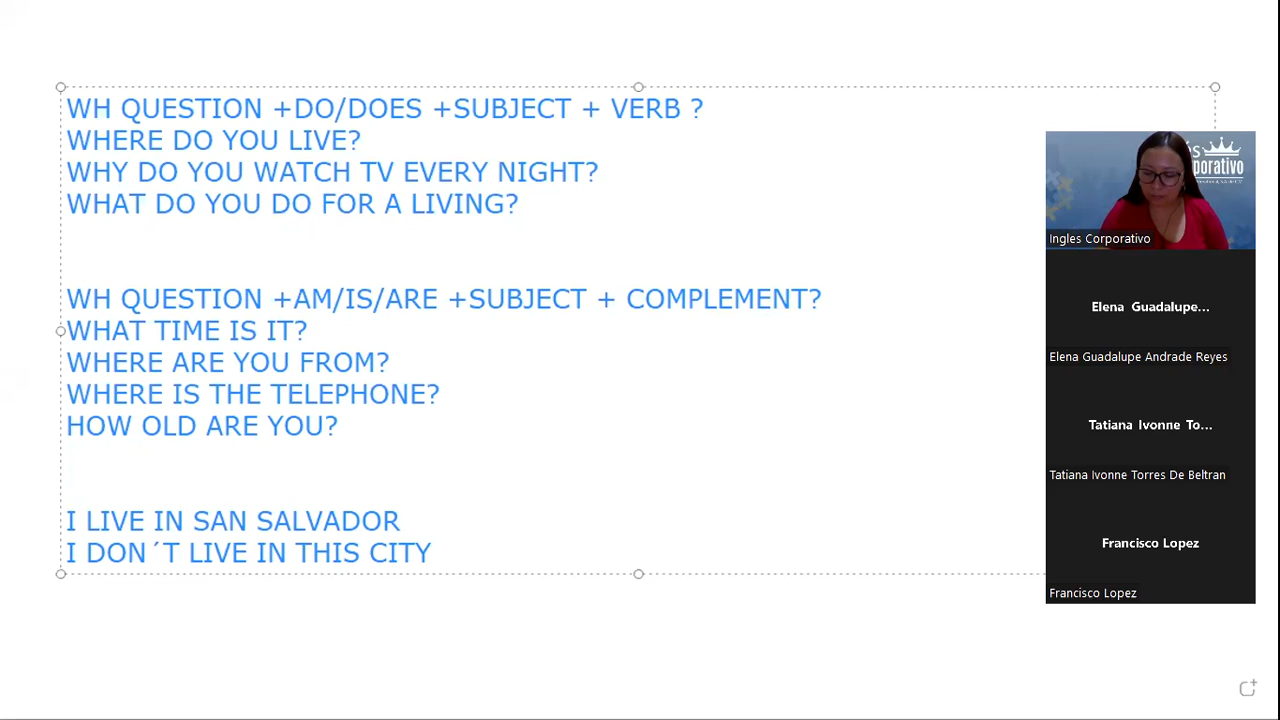 WH QUESTION +DO/DOES +SUBJECT + VERB ?
WHERE DO YOU LIVE?
WHY DO YOU WATCH TV EVERY NIGHT?
WHAT DO YOU DO FOR A LIVING?
WH QUESTION +AM/IS/ARE +SUBJECT + COMPLEMENT?
WHAT TIME IS IT?
WHERE ARE YOU FROM?
WHERE IS THE TELEPHONE?
HOW OLD ARE YOU?
I LIVE IN SAN SALVADOR
I DON´T LIVE IN THIS CITY
és
porativo
Ingles Corporativo
Elena Guadalupe...
Elena Guadalupe Andrade Reyes
Tatiana Ivonne To...
Tatiana Ivonne Torres De Beltran
Francisco Lopez
Francisco Lopez